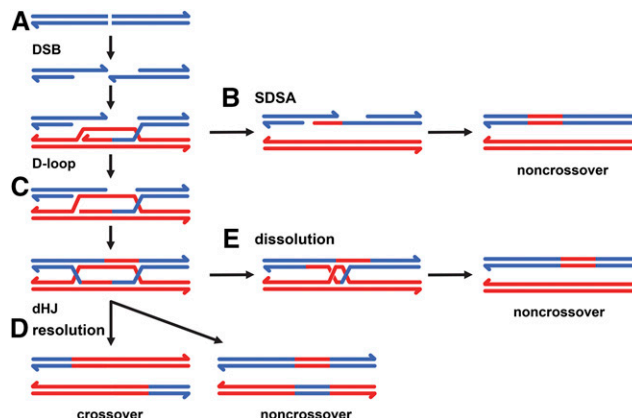 A
DSB
B SDSA
noncrossover
D-loop
C
E dissolution
noncrossover
dHJ
D resolution
crossover
noncrossover